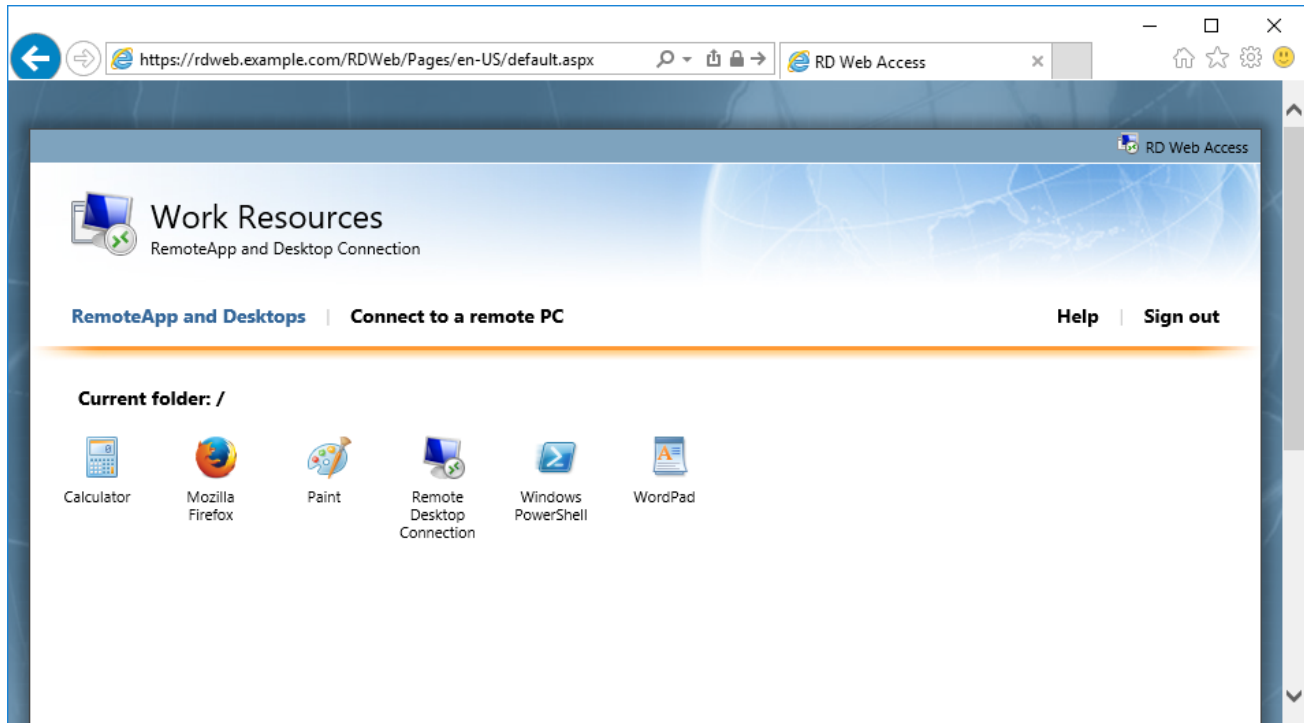 https://rdweb.example.com/RDWeb/Pages/en-US/default.aspx
RD Web Access
RD Web Access
Work Resources
RemoteApp and Desktop Connection
RemoteApp and Desktops | Connect to a remote PC
Help | Sign out
Current folder: /
Calculator
Mozilla
Firefox
Paint
Remote
Desktop
Connection
Windows
PowerShell
WordPad